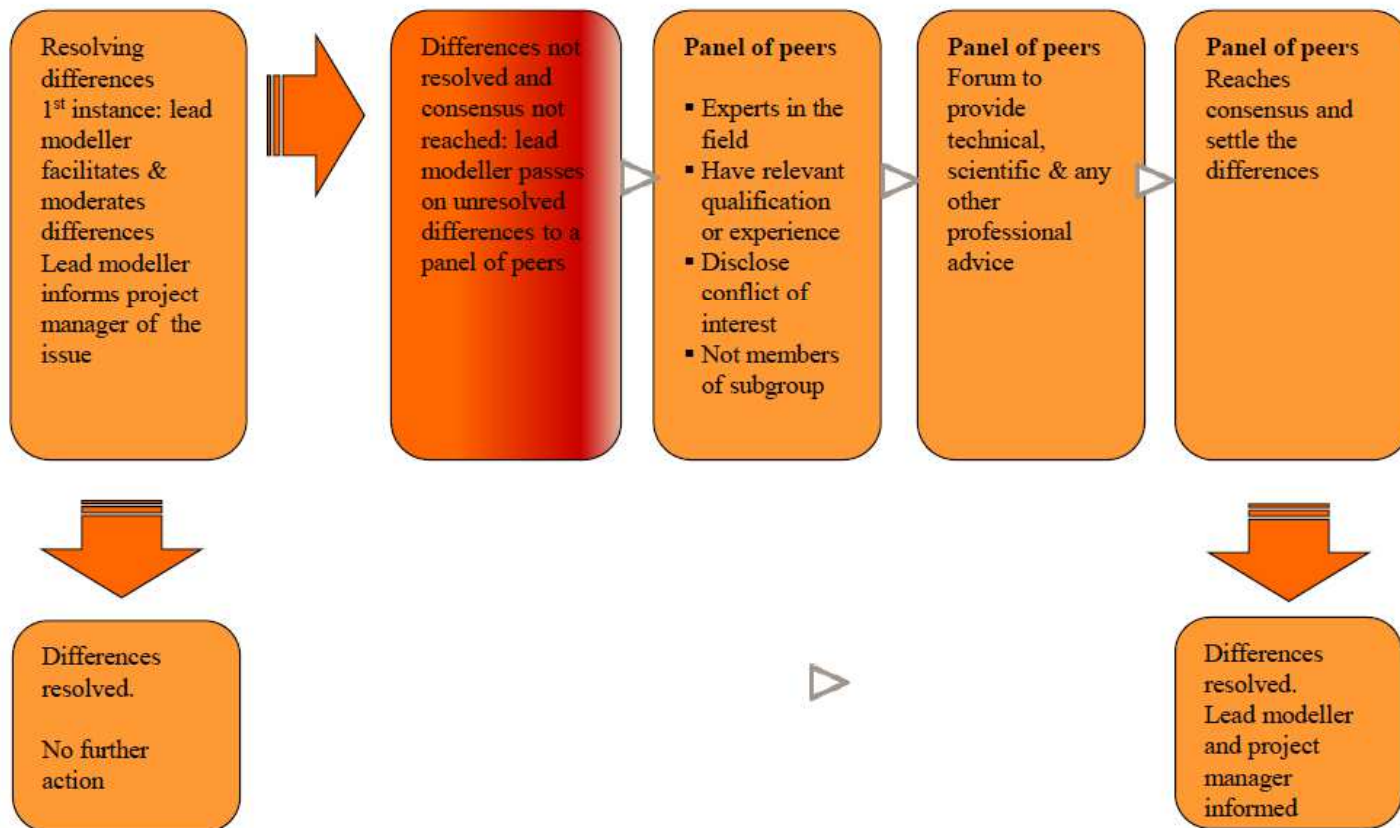 Resolving
differences
1st instance: lead
modeller
facilitates &
moderates
differences
Lead modeller
informs project
manager of the
issue
Differences not
resolved and
consensus not
reached: lead
modeller passes
on unresolved
differences to a
panel of peers
Panel of peers
▪ Experts in the
field
▪ Have relevant
qualification
or experience
▪ Disclose
conflict of
interest
▪ Not members
of subgroup
Panel of peers
Forum to
provide
technical,
scientific & any
other
professional
advice
Panel of peers
Reaches
consensus and
settle the
differences
Differences
resolved.
No further
action
Differences
resolved.
Lead modeller
and project
manager
informed